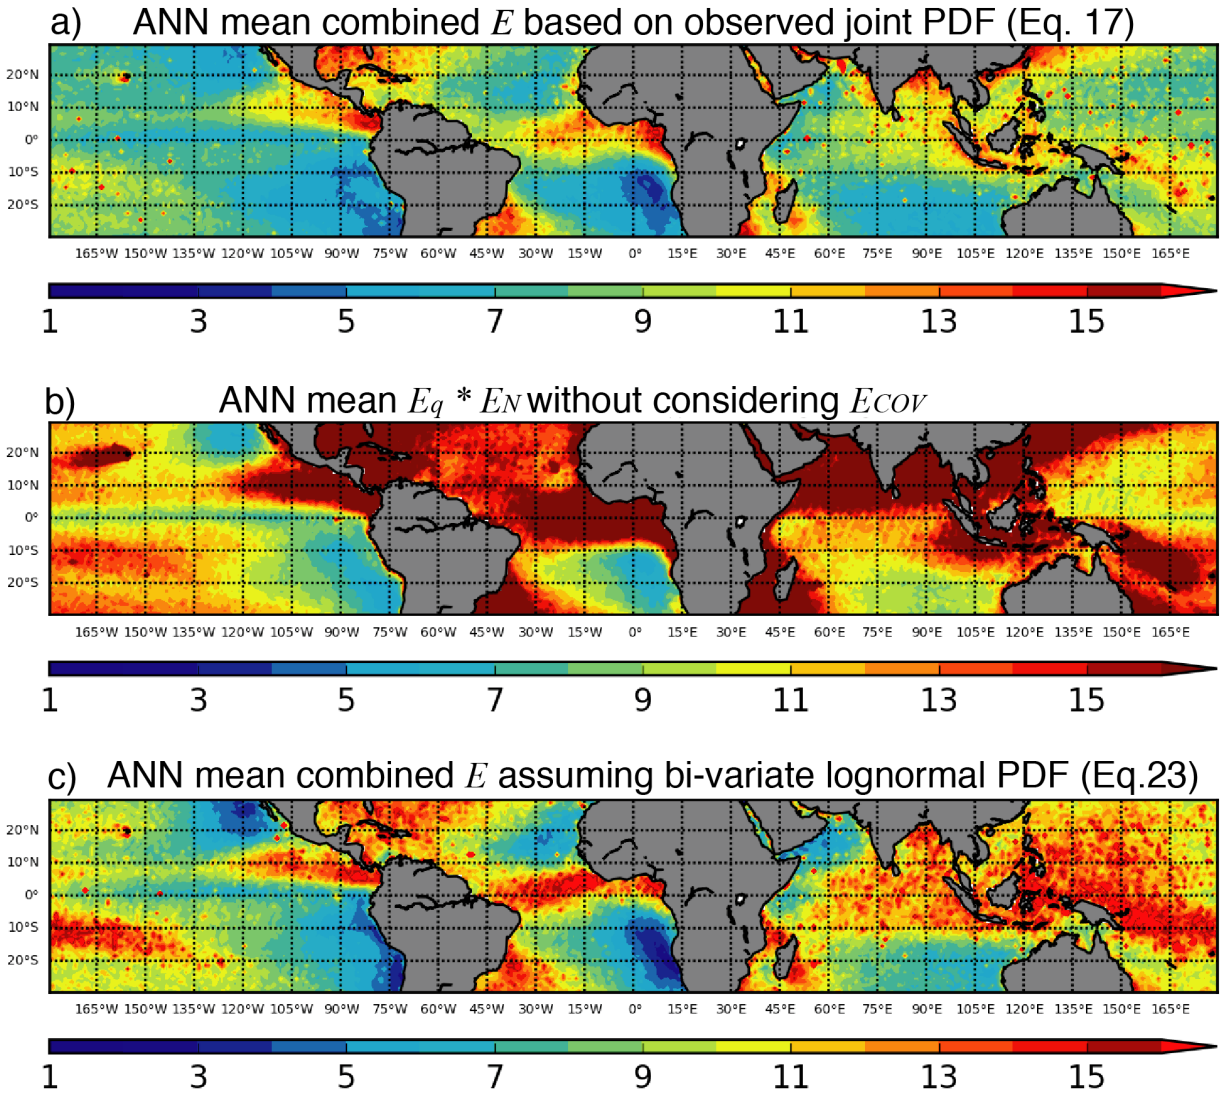 a) ANN mean combined E based on observed joint PDF (Eq. 17)
20°N
10°N
0°
10°S
20°S
165°W 150°W 135°W 120°W 105°W 90°W 75°W 60°W 45°W 30°W 15°W 0° 15°E 30°E 45°E 60°E 75°E 90°E 105°E 120°E 135°E 150°E 165°E
1 3 5 7 9 11 13 15
b) ANN mean Eq * EN without considering ECOV
20°N
10°N
0°
10°S
20°S
165°W 150°W 135°W 120°W 105°W 90°W 75°W 60°W 45°W 30°W 15°W 0° 15°E 30°E 45°E 60°E 75°E 90°E 105°E 120°E 135°E 150°E 165°E
1 3 5 7 9 11 13 15
c) ANN mean combined E assuming bi-variate lognormal PDF (Eq.23)
20°N
10°N
0°
10°S
20°S
165°W 150°W 135°W 120°W 105°W 90°W 75°W 60°W 45°W 30°W 15°W 0° 15°E 30°E 45°E 60°E 75°E 90°E 105°E 120°E 135°E 150°E 165°E
1 3 5 7 9 11 13 15